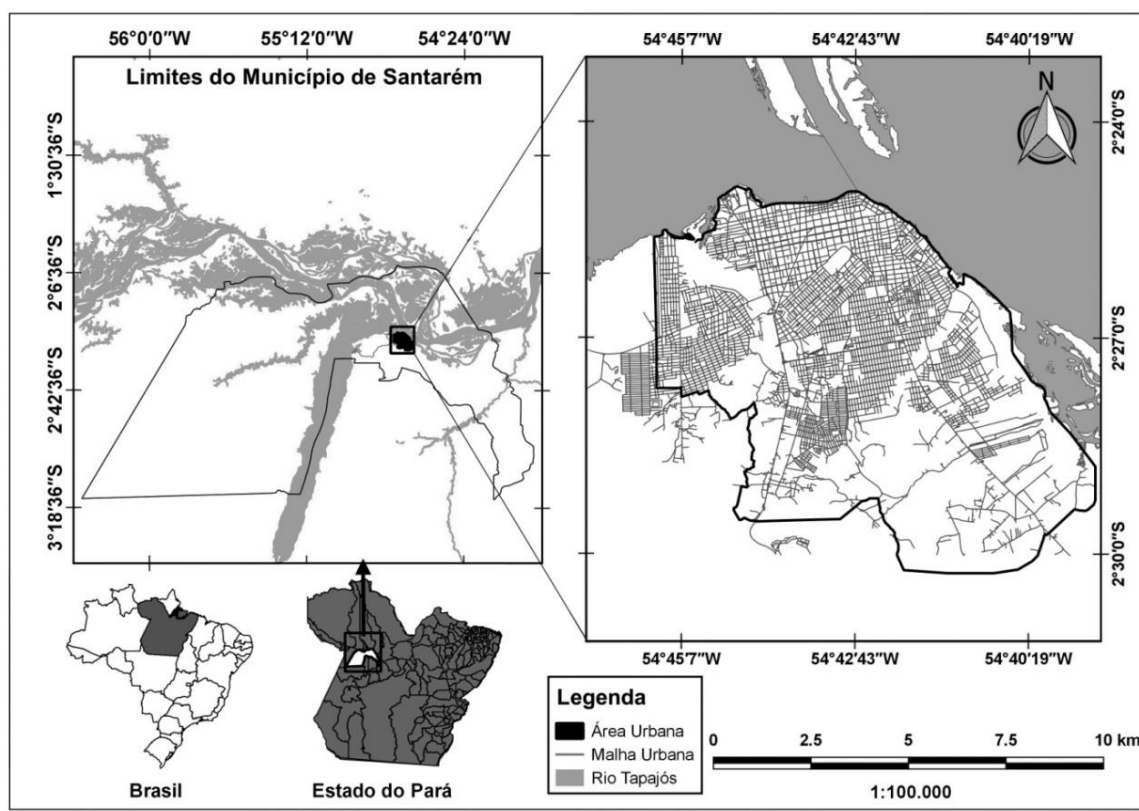 56°0'0"W 55°12'0"W 54°24'0"W
Limites do Município de Santarém
1°30'36"S
2°6'36"S
2°42'36"S
3°18'36"S
54°45'7"W 54°42'43"W 54°40'19"W
N
2°24'0"S
2°27'0"S
2°30'0"S
54°45'7"W 54°42'43"W 54°40'19"W
Brasil
Estado do Pará
Legenda
Área Urbana
Malha Urbana
Rio Tapajós
0 2.5 5 7.5 10 km
1:100.000